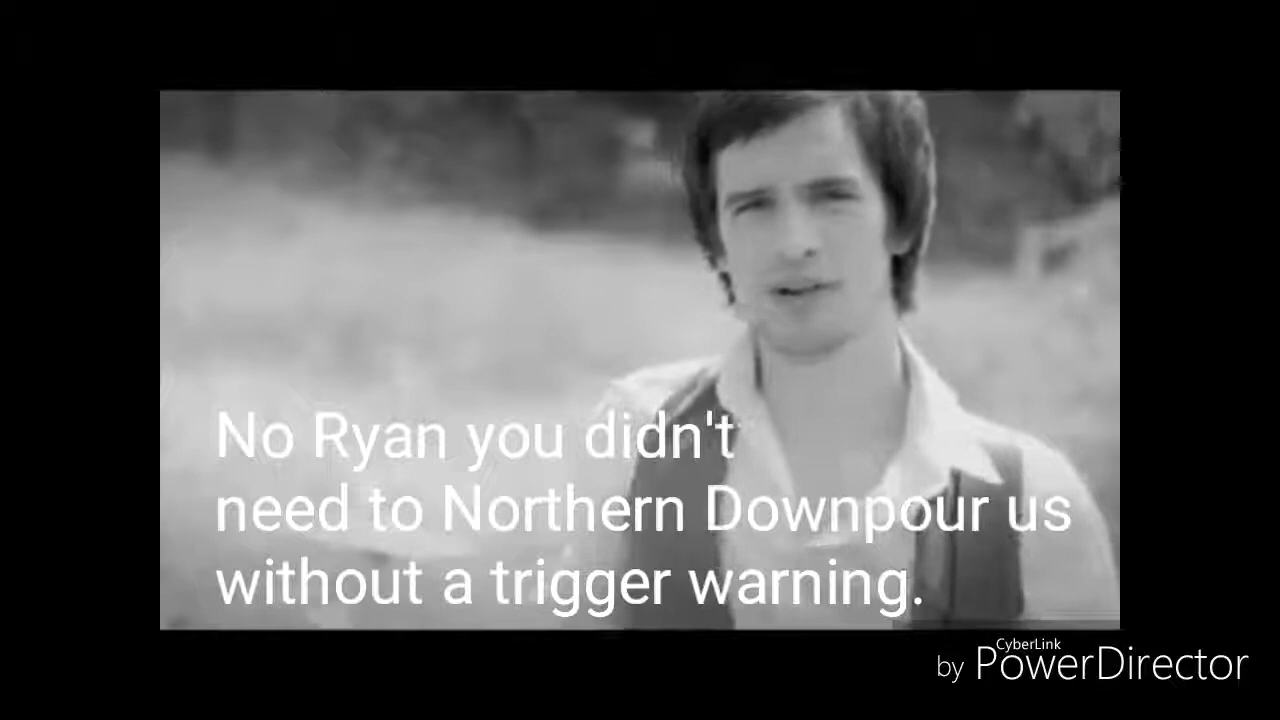 No Ryan you didn't
need to Northern Downpour us
without a trigger warning.
CyberLink
by PowerDirector